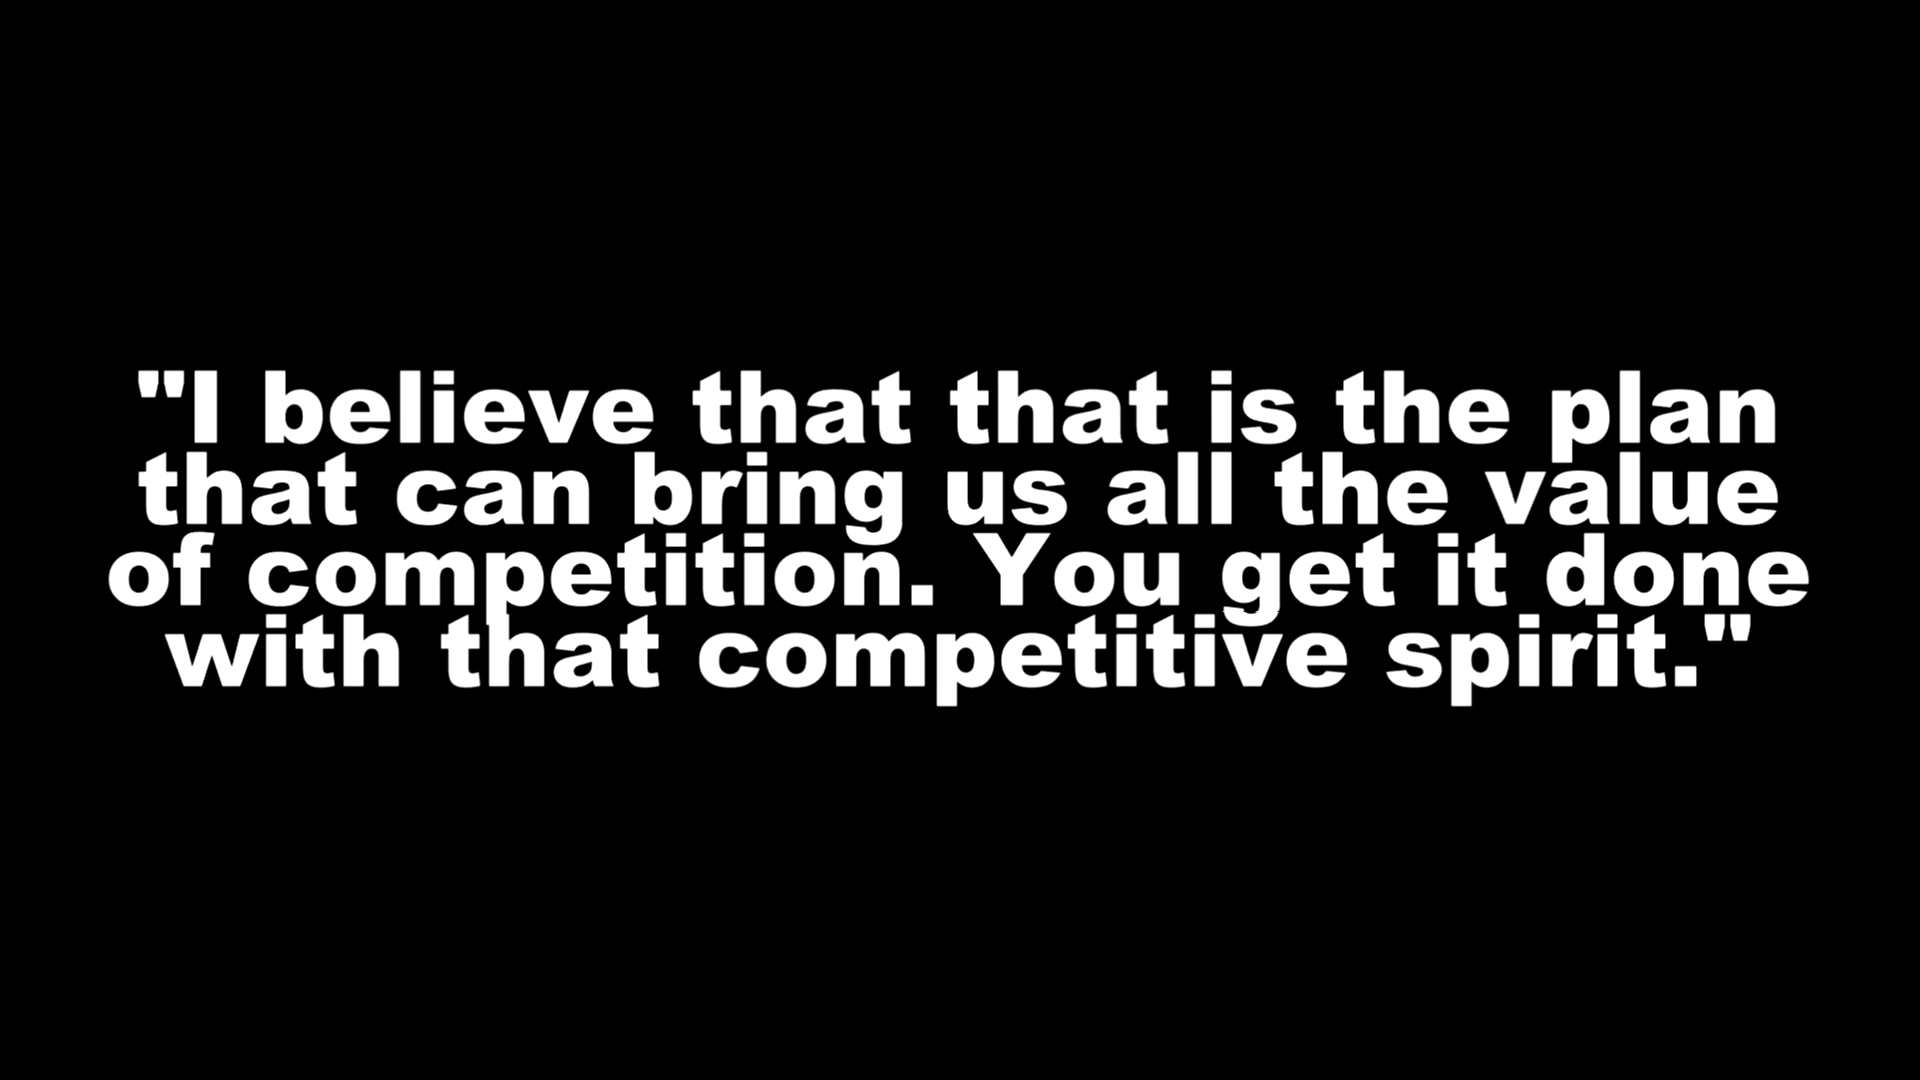 "I believe that that is the plan
that can bring us all the value
of competition. You get it done
with that competitive spirit."